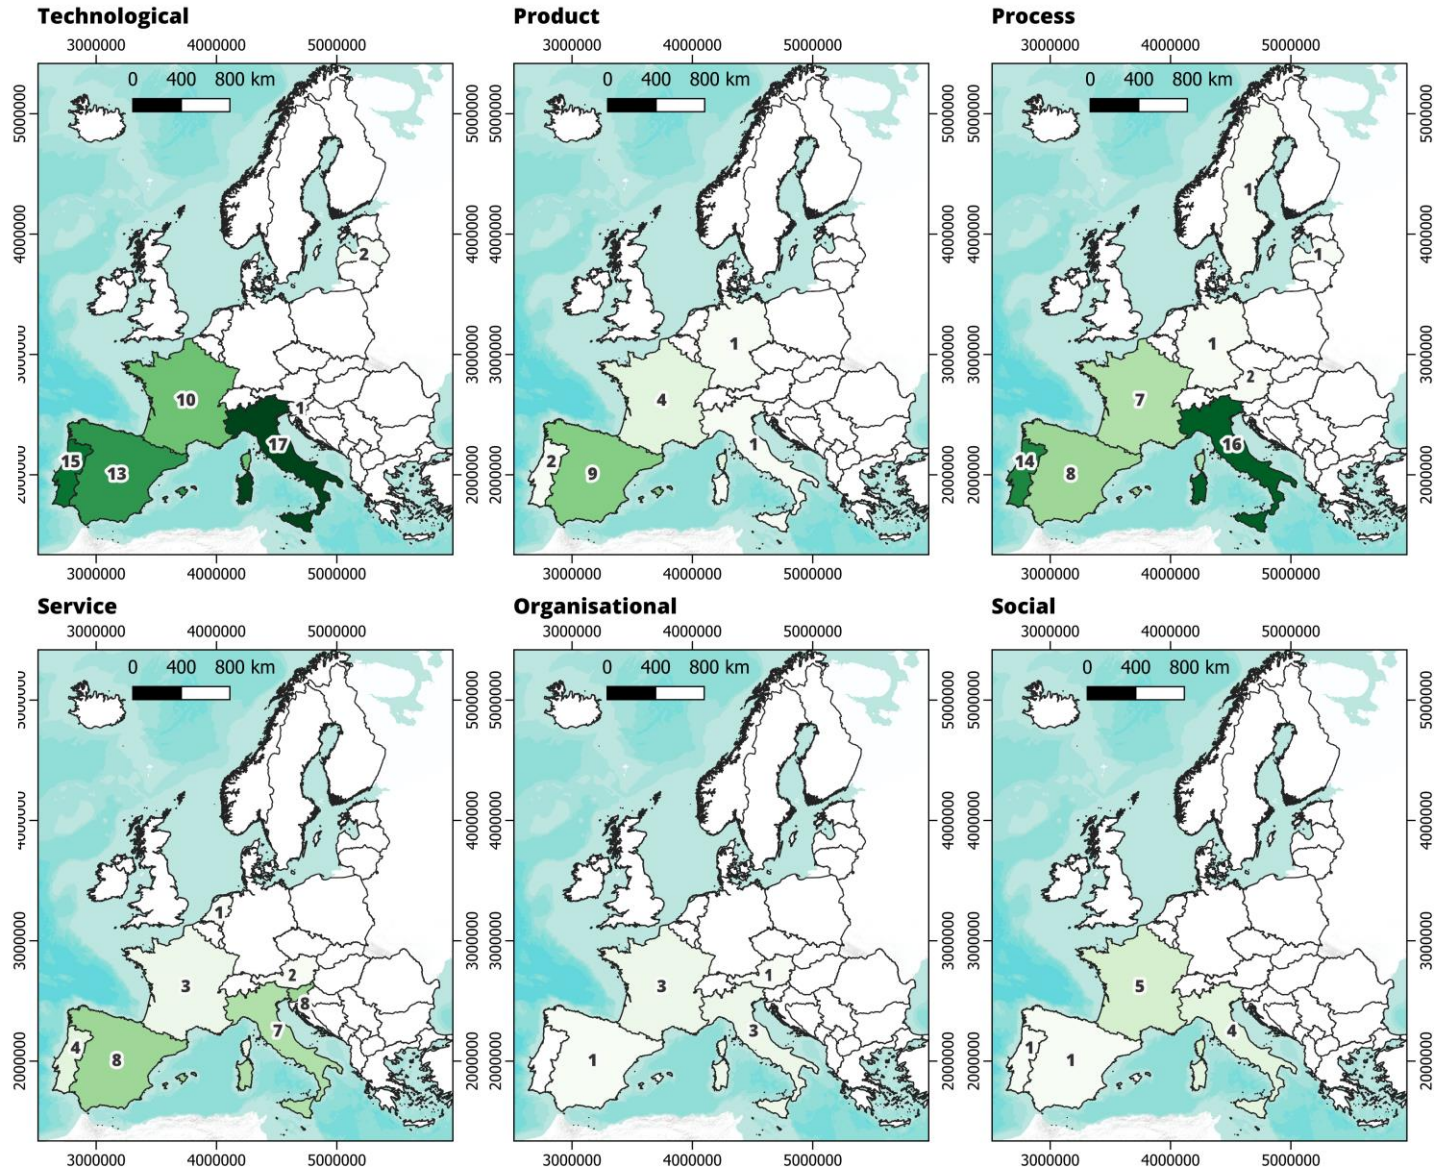 Technological Product Process
3000000 4000000 5000000 3000000 4000000 5000000 3000000 4000000 5000000
0 400 800 km 0 400 800 km 0 400 800 km
5000000 5000000 5000000
4000000 4000000 4000000
3000000 3000000 3000000
2000000 2000000 2000000
2 10 1 17 15 13
1 4 1 2 9
1 1 1 2 7 16 14 8
3000000 4000000 5000000 3000000 4000000 5000000 3000000 4000000 5000000
Service Organisational Social
3000000 4000000 5000000 3000000 4000000 5000000 3000000 4000000 5000000
0 400 800 km 0 400 800 km 0 400 800 km
5000000 5000000
4000000 4000000
3000000 3000000 3000000
2000000 2000000 2000000
1 3 2 8 7 4 8
3 1 3 1
5 4 1 1
3000000 4000000 5000000 3000000 4000000 5000000 3000000 4000000 5000000